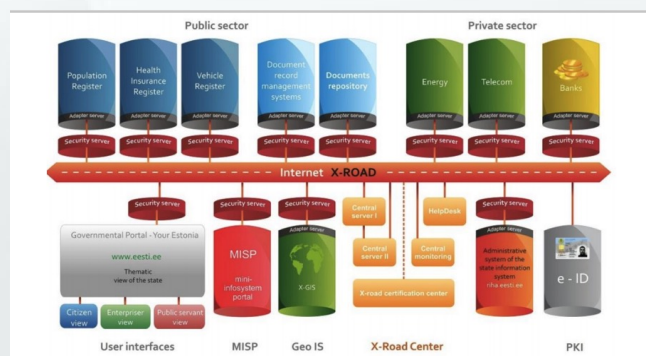 Public sector
Private sector
Population
Register
Health
Insurance
Register
Vehicle
Register
Document
record
management
systems
Documents
repository
Energy
Telecom
Banks
Adapter server
Adapter server
Adapter server
Adapter server
Adapter server
Adapter server
Adapter server
Adapter server
Security server
Security server
Security server
Security server
Security server
Security server
Security server
Security server
Internet X-ROAD
Security server
Security server
Security server
Security server
Governmental Portal - Your Estonia
www.eesti.ee
Thematic
view of the state
Citizen
view
Enterpriser
view
Public servant
view
MISP
mini-
infosystem
portal
Adapter server
X-GIS
Central
server I
HelpDesk
Central
server II
Central
monitoring
X-road certification center
Adapter server
Administrative
system of the
state information
system
riha.eesti.ee
e - ID
User interfaces
MISP
Geo IS
X-Road Center
PKI